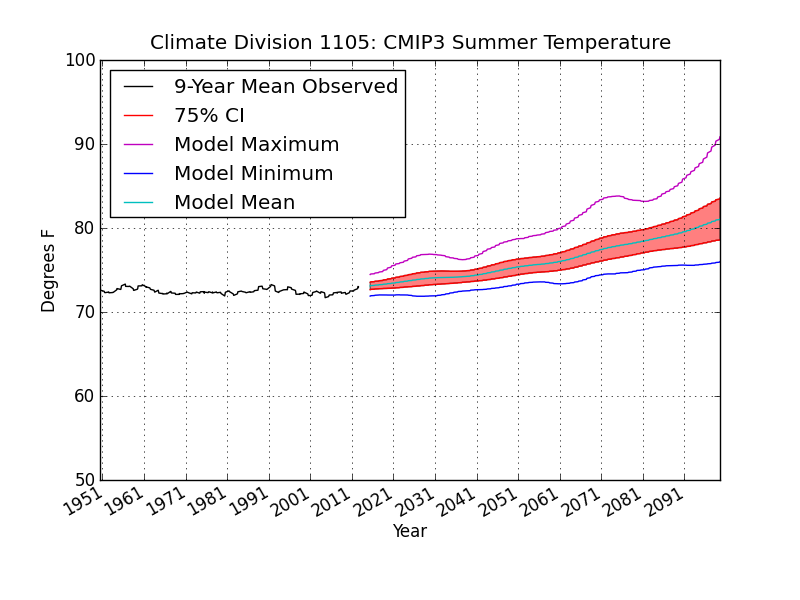 Climate Division 1105: CMIP3 Summer Temperature
100
90
80
70
60
50
Degrees F
9-Year Mean Observed
75% CI
Model Maximum
Model Minimum
Model Mean
1951 1961 1971 1981 1991 2001 2011 2021 2031 2041 2051 2061 2071 2081 2091
Year